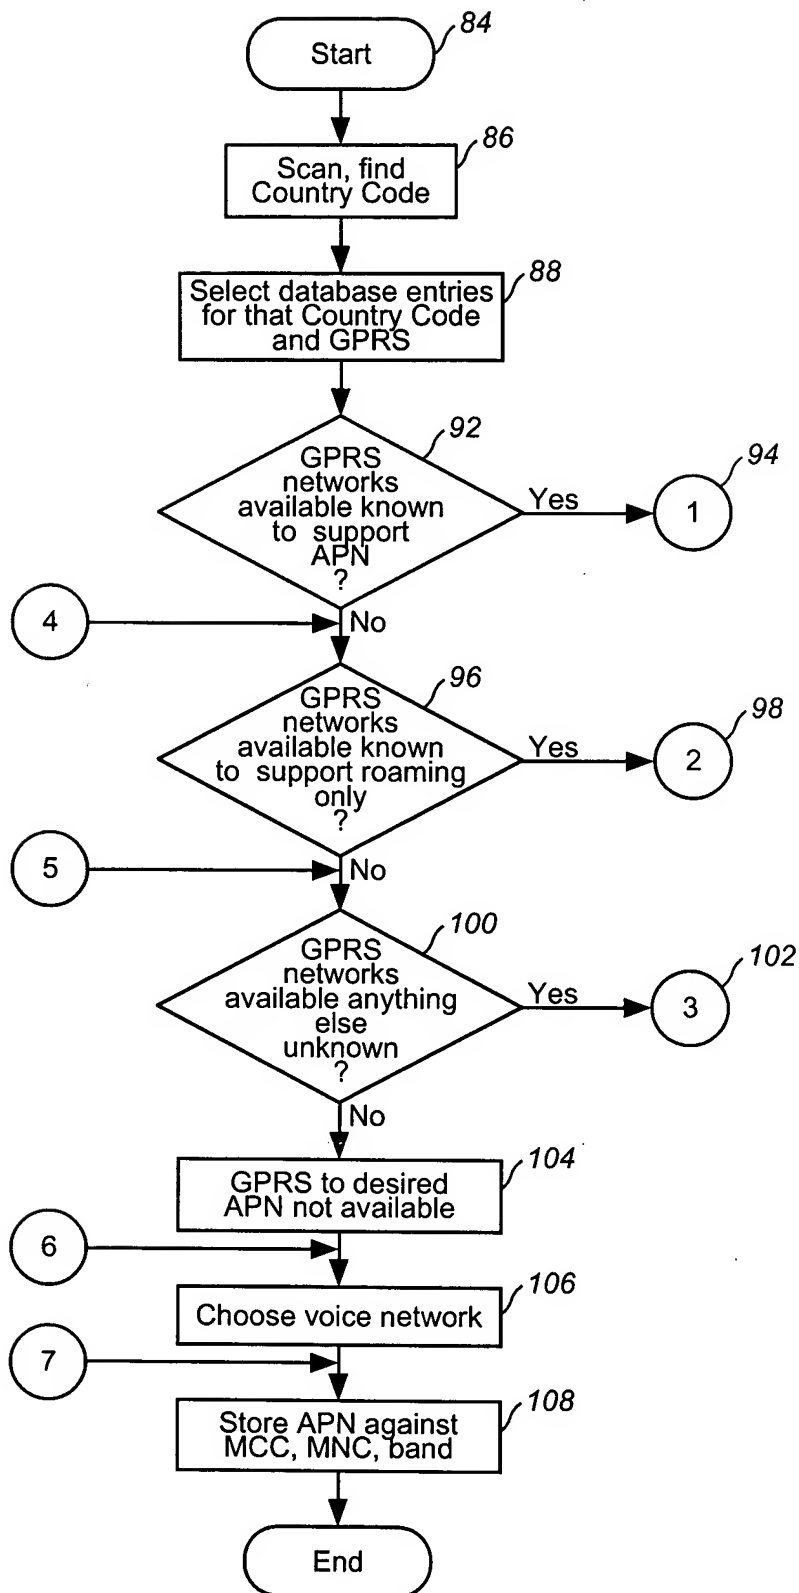 Start
84
Scan, find
Country Code
86
Select database entries
for that Country Code
and GPRS
88
GPRS
networks
available known
to support
APN
?
92
Yes
1
94
4
No
GPRS
networks
available known
to support roaming
only
?
96
Yes
2
98
5
No
GPRS
networks
available anything
else
unknown
?
100
Yes
3
102
No
GPRS to desired
APN not available
104
6
Choose voice network
106
7
Store APN against
MCC, MNC, band
108
End